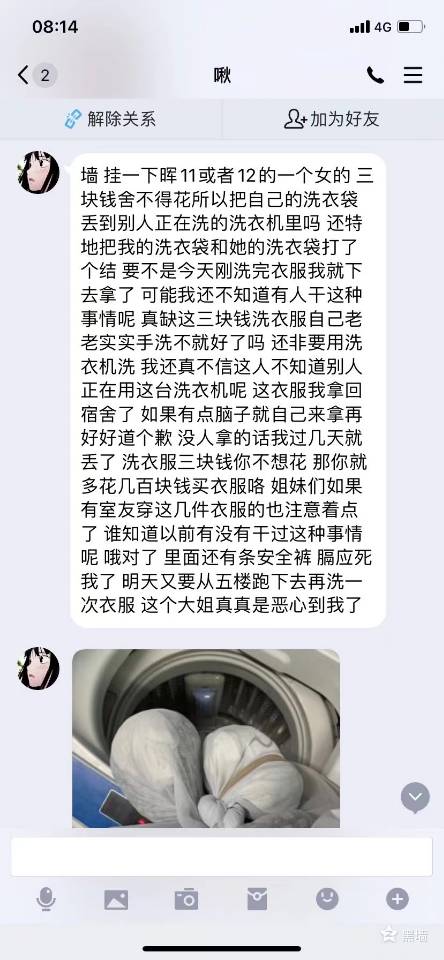 08:14
4G
2
啾
解除关系
加为好友
墙 挂一下晖11或者12的一个女的 三
块钱舍不得花所以把自己的洗衣袋
丢到别人正在洗的洗衣机里吗 还特
地把我的洗衣袋和她的洗衣袋打了
个结 要不是今天刚洗完衣服我就下
去拿了 可能我还不知道有人干这种
事情呢 真缺这三块钱洗衣服自己老
老实实手洗不就好了吗 还非要用洗
衣机洗 我还真不信这人不知道别人
正在用这台洗衣机呢 这衣服我拿回
宿舍了 如果有点脑子就自己来拿再
好好道个歉 没人拿的话我过几天就
丢了 洗衣服三块钱你不想花 那你就
多花几百块钱买衣服咯 姐妹们如果
有室友穿这几件衣服的也注意着点
了 谁知道以前有没有干过这种事情
呢 哦对了 里面还有条安全裤 膈应死
我了 明天又要从五楼跑下去再洗一
次衣服 这个大姐真真是恶心到我了
黑墙